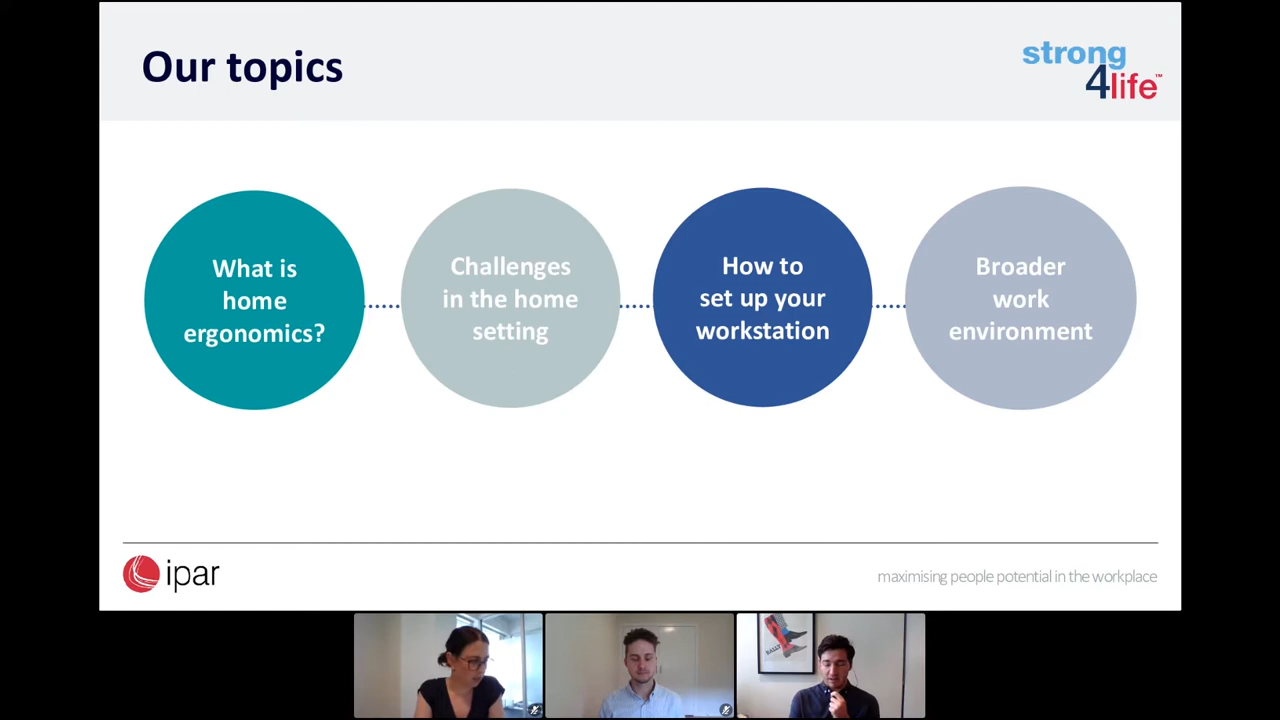 Our topics
strong
4life™
What is
home
ergonomics?
Challenges
in the home
setting
How to
set up your
workstation
Broader
work
environment
ipar
maximising people potential in the workplace
BALLY